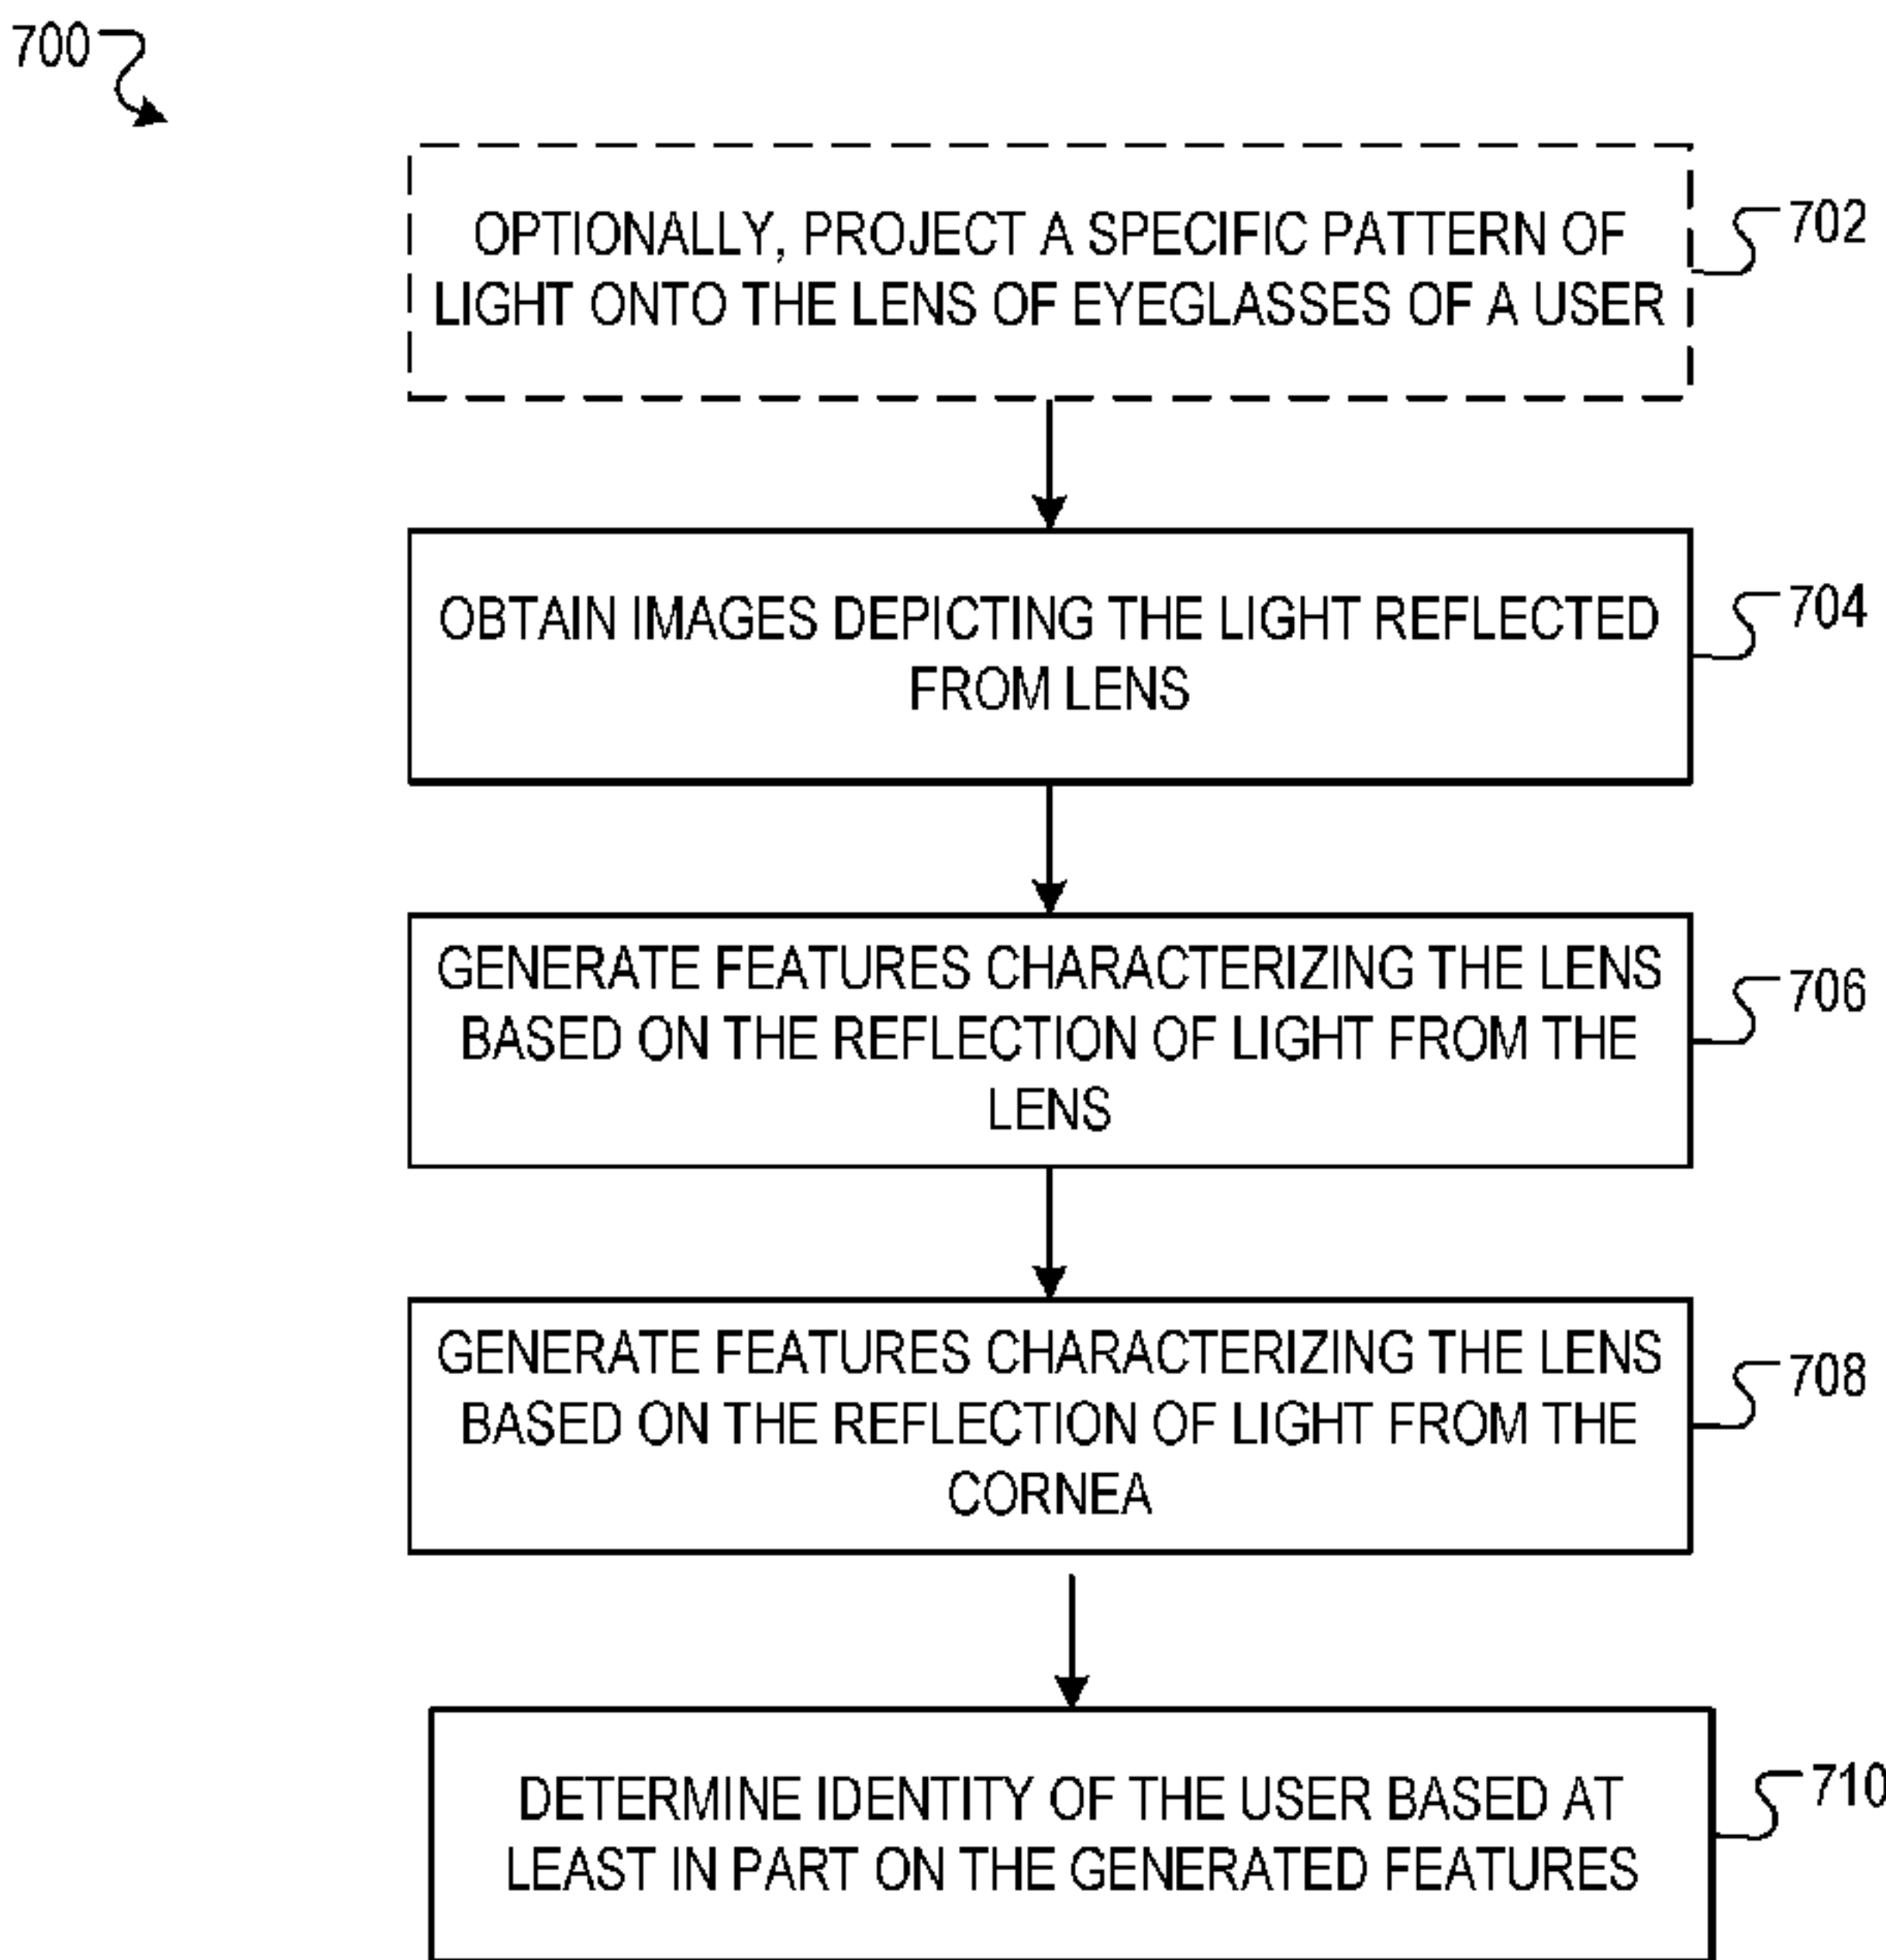 700
OPTIONALLY, PROJECT A SPECIFIC PATTERN OF
LIGHT ONTO THE LENS OF EYEGLASSES OF A USER
702
OBTAIN IMAGES DEPICTING THE LIGHT REFLECTED
FROM LENS
704
GENERATE FEATURES CHARACTERIZING THE LENS
BASED ON THE REFLECTION OF LIGHT FROM THE
LENS
706
GENERATE FEATURES CHARACTERIZING THE LENS
BASED ON THE REFLECTION OF LIGHT FROM THE
CORNEA
708
DETERMINE IDENTITY OF THE USER BASED AT
LEAST IN PART ON THE GENERATED FEATURES
710